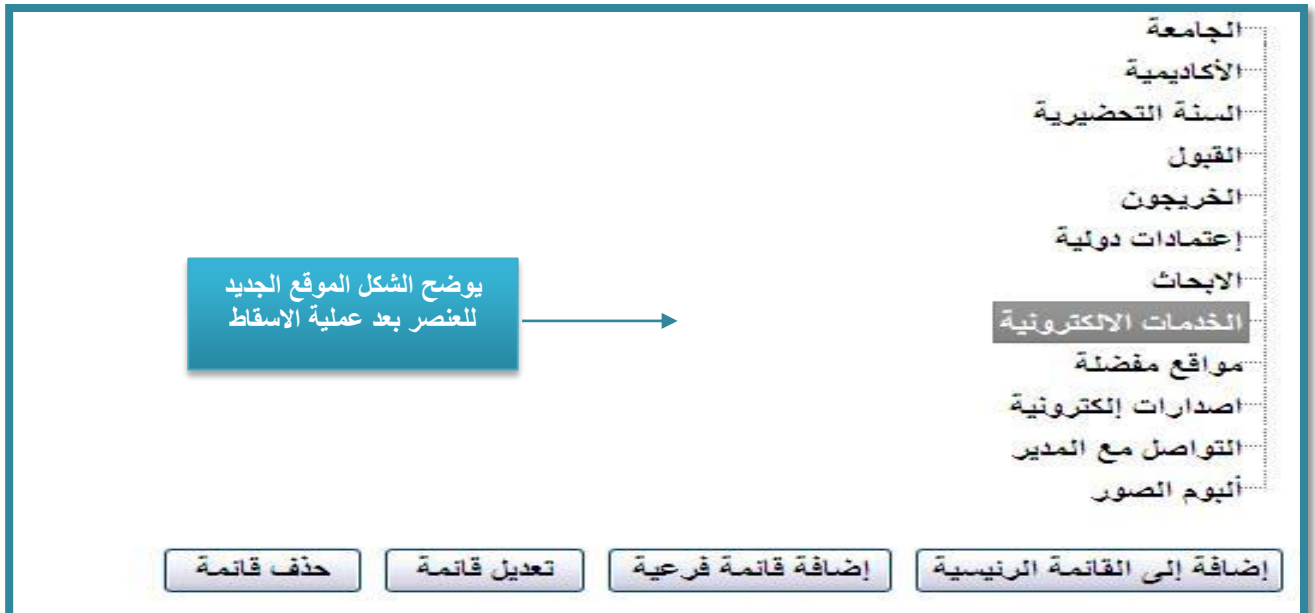 الجامعة
الأكاديمية
السنة التحضيرية
القبول
الخريجون
إعتمادات دولية
الابحاث
يوضح الشكل الموقع الجديد
للعنصر بعد عملية الاسقاط
الخدمات الالكترونية
مواقع مفضلة
اصدارات إلكترونية
التواصل مع المدير
ألبوم الصور
إضافة إلى القائمة الرئيسية إضافة قائمة فرعية تعديل قائمة حذف قائمة